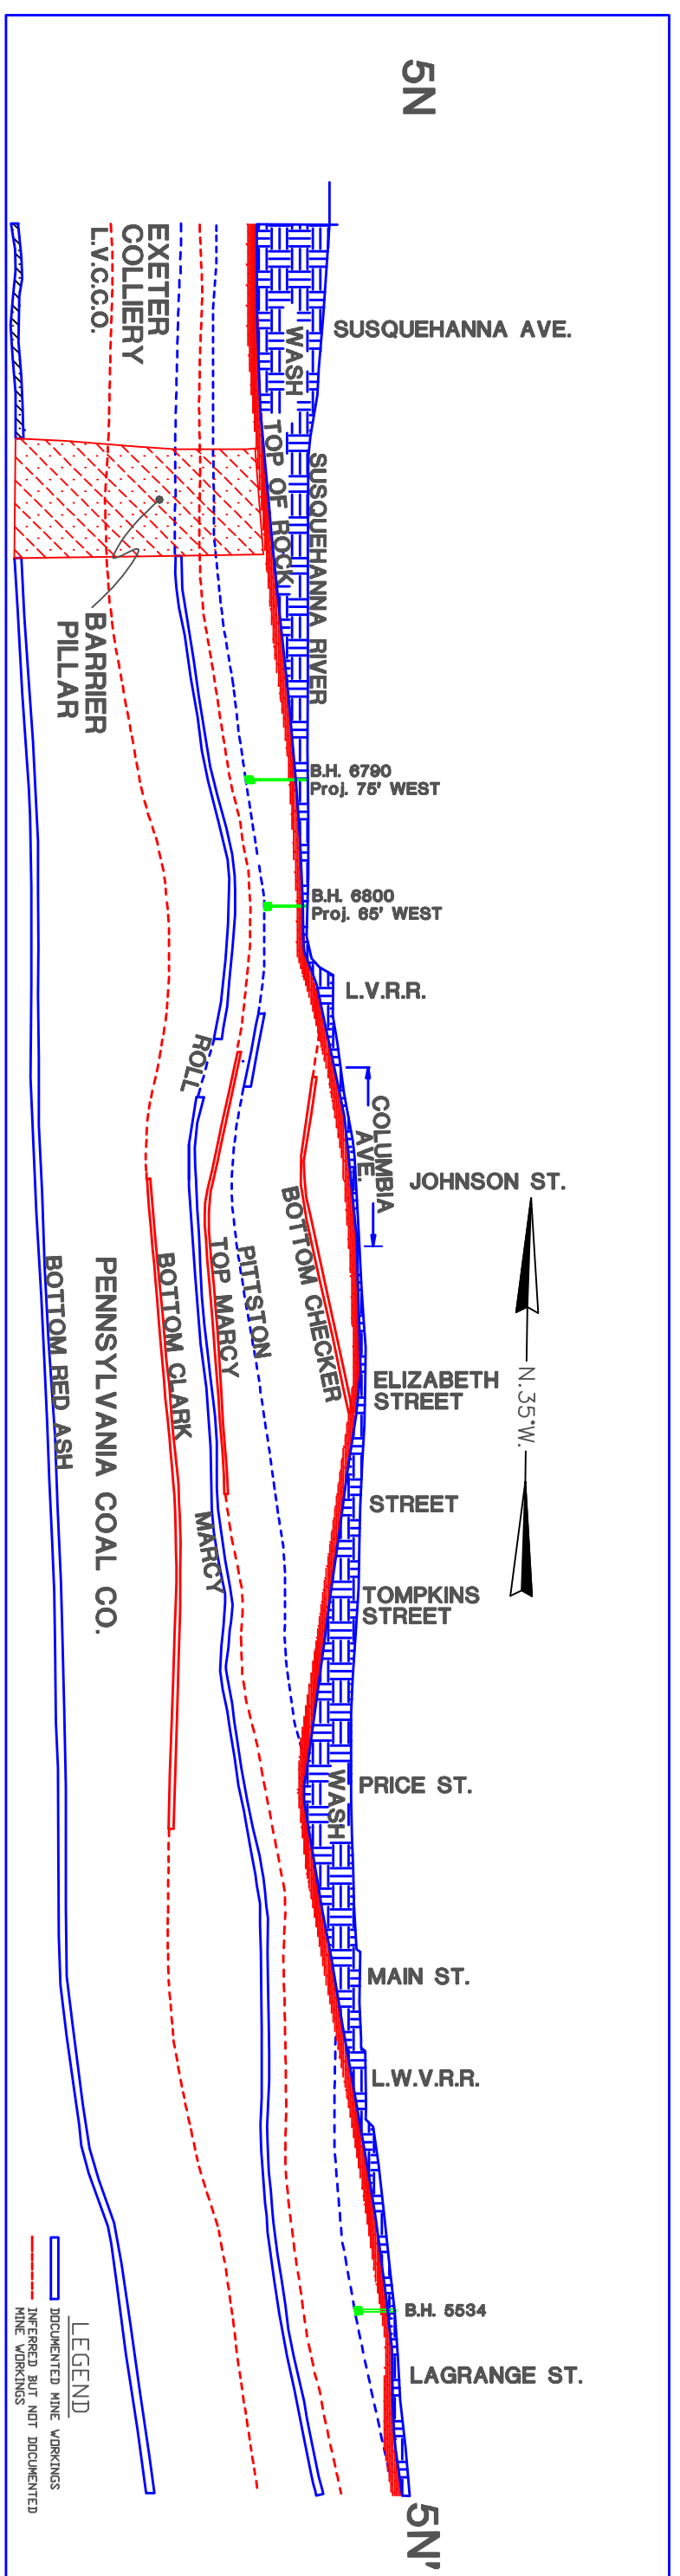 5N
SUSQUEHANNA AVE.
WASH
SUSQUEHANNA RIVER
TOP OF ROCK
EXETER
COLLIERY
L.V.C.CO.
BARRIER
PILLAR
B.H. 6790
Proj. 75' WEST
B.H. 6800
Proj. 65' WEST
L.V.R.R.
ROLL
COLUMBIA
AVE.
JOHNSON ST.
BOTTOM CHECKER
PITTSTON
TOP MARCY
BOTTOM CLARK
PENNSYLVANIA COAL CO.
BOTTOM RED ASH
MARCY
ELIZABETH
STREET
N.35°W.
STREET
TOMPKINS
STREET
PRICE ST.
WASH
MAIN ST.
L.W.V.R.R.
B.H. 5534
LAGRANGE ST.
5N'
LEGEND
DOCUMENTED MINE WORKINGS
INFERRED BUT NOT DOCUMENTED
MINE WORKINGS